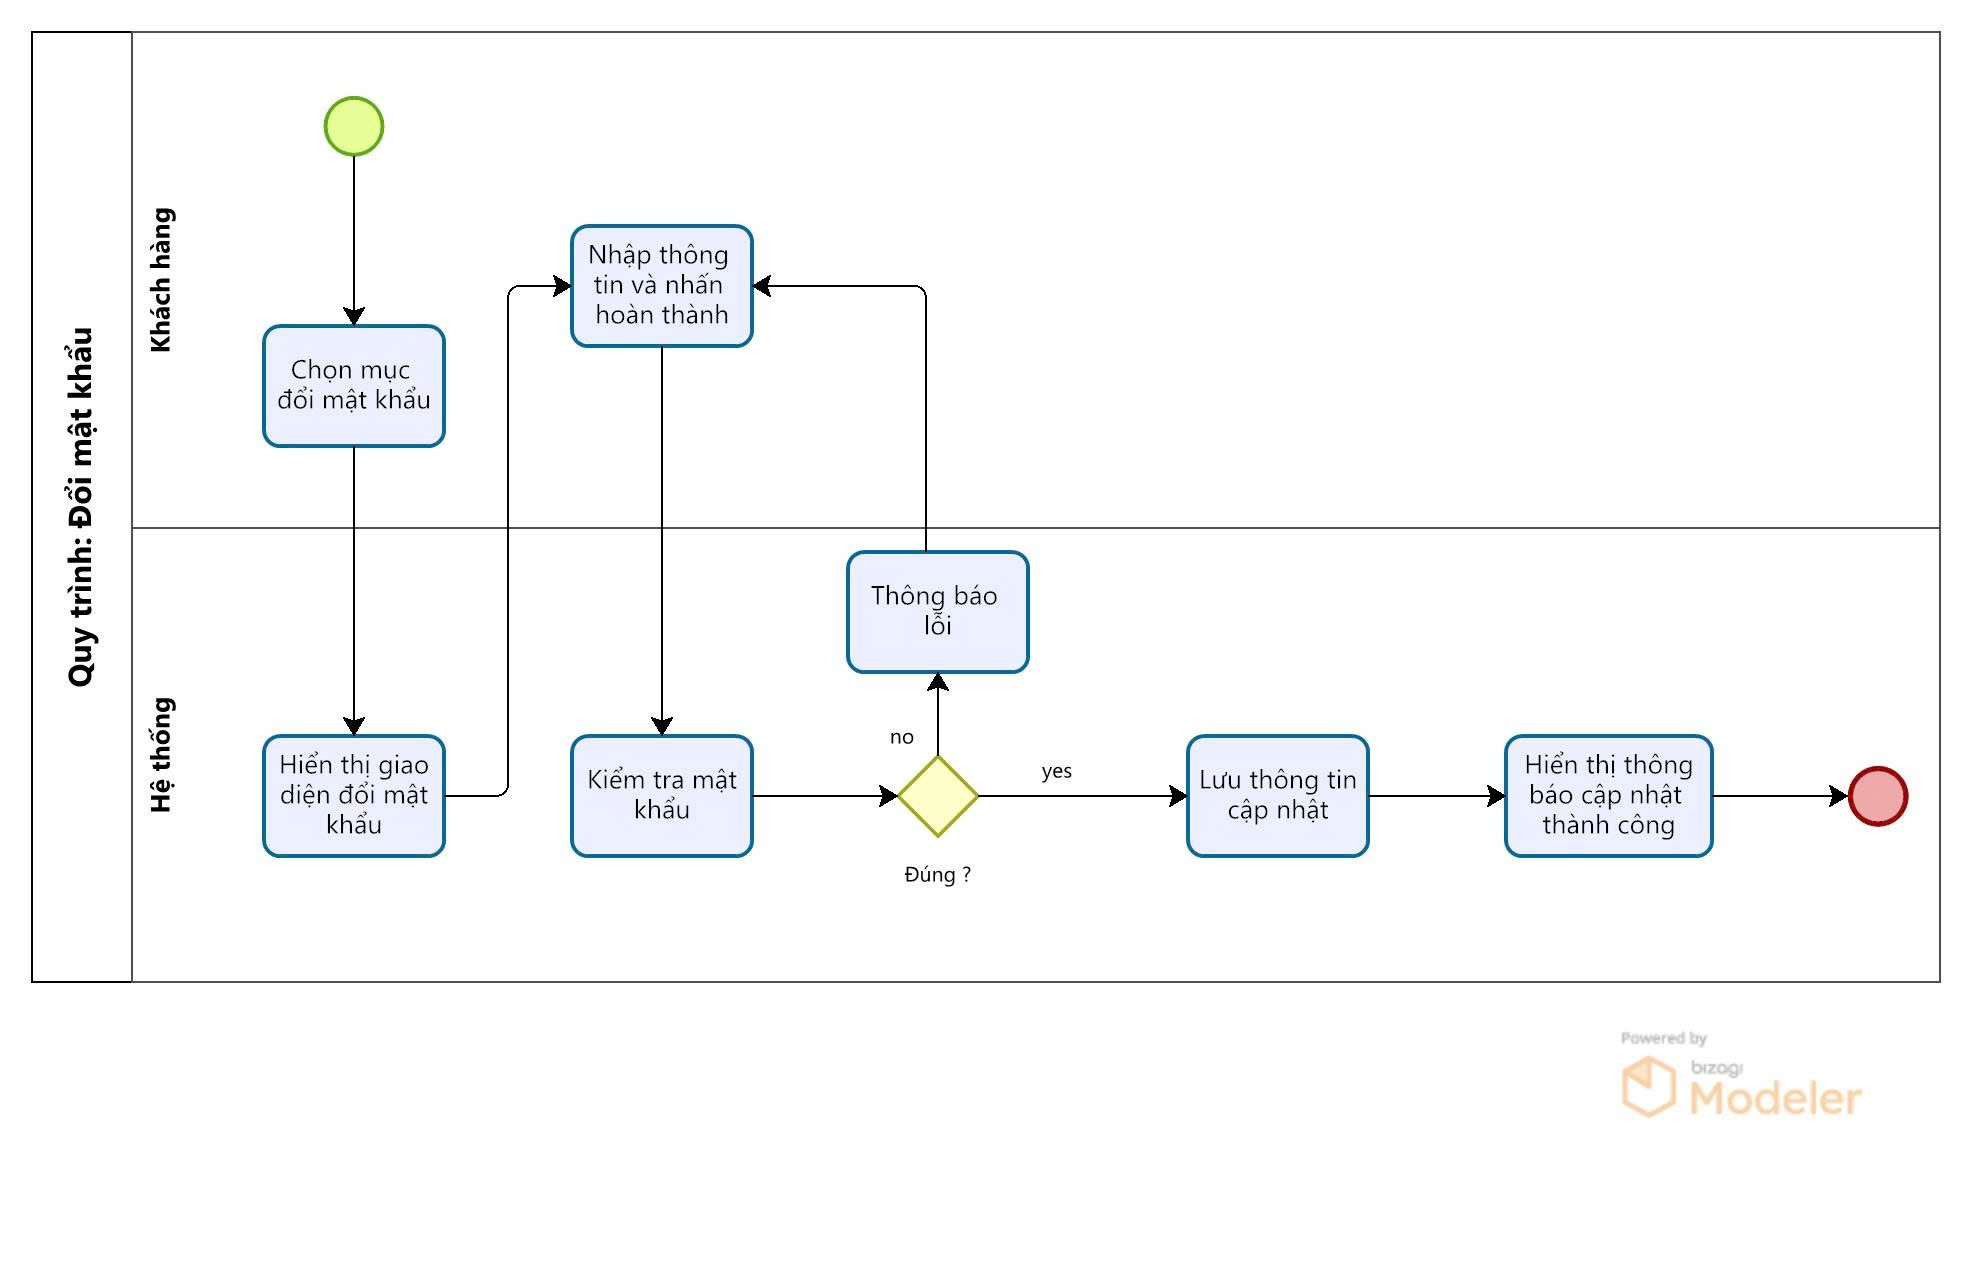 Quy trình: Đổi mật khẩu
Khách hàng
Chọn mục
đổi mật khẩu
Nhập thông
tin và nhấn
hoàn thành
Hệ thống
Hiển thị giao
diện đổi mật
khẩu
Kiểm tra mật
khẩu
Thông báo
lỗi
no
yes
Đúng ?
Lưu thông tin
cập nhật
Hiển thị thông
báo cập nhật
thành công
Powered by
bizagi
Modeler